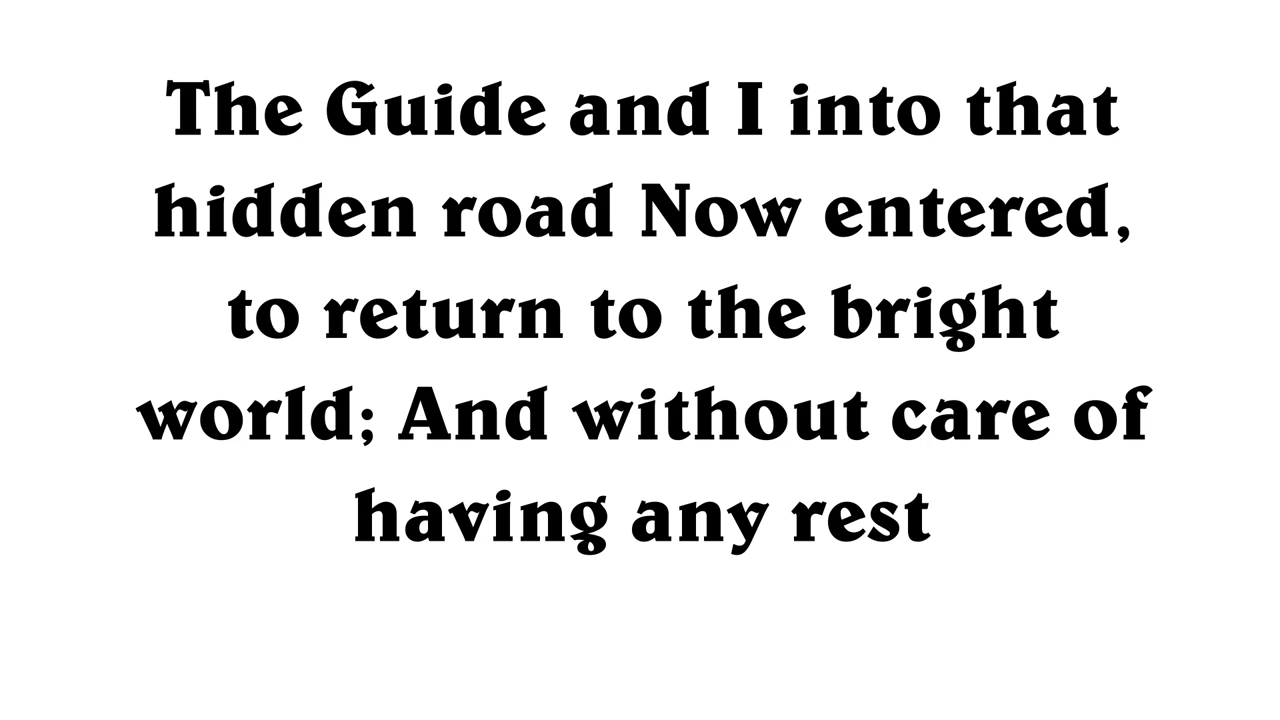 The Guide and I into that
hidden road Now entered,
to return to the bright
world; And without care of
having any rest